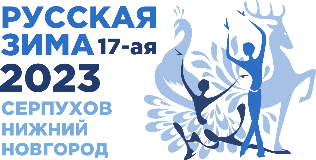 РУССКАЯ
ЗИМА 17-ая
2023
СЕРПУХОВ
НИЖНИЙ
НОВГОРОД